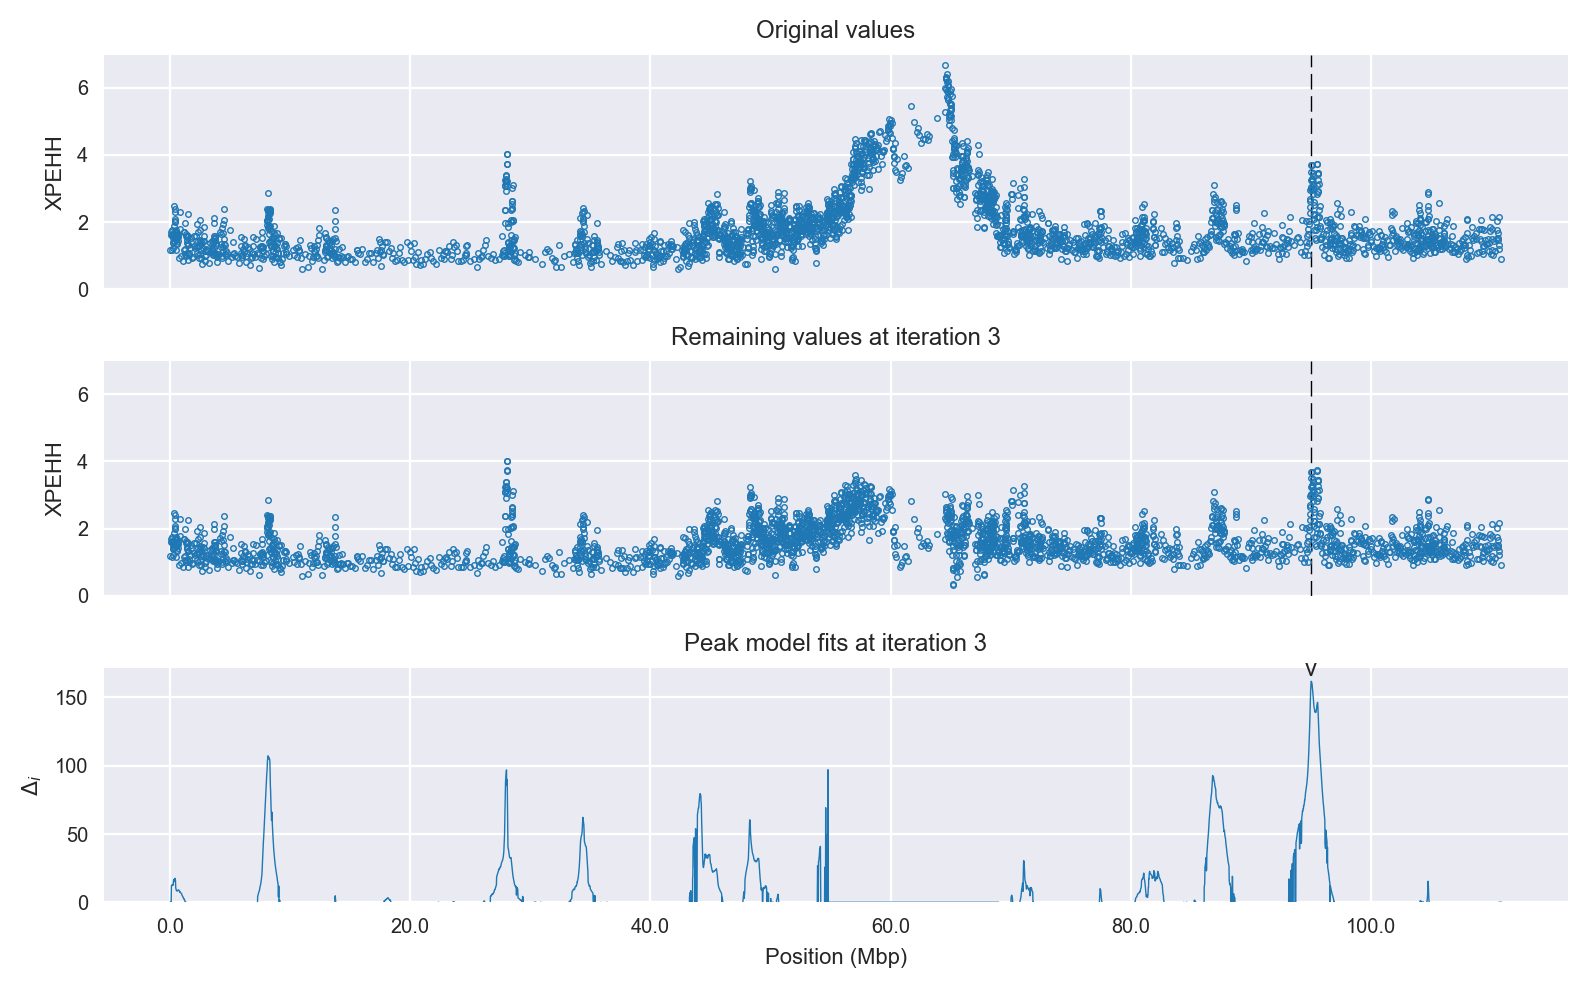 Original values
6
4
2
0
XPEHH
Remaining values at iteration 3
6
4
2
0
XPEHH
Peak model fits at iteration 3
v
150
100
50
0
Δi
0.0 20.0 40.0 60.0 80.0 100.0
Position (Mbp)